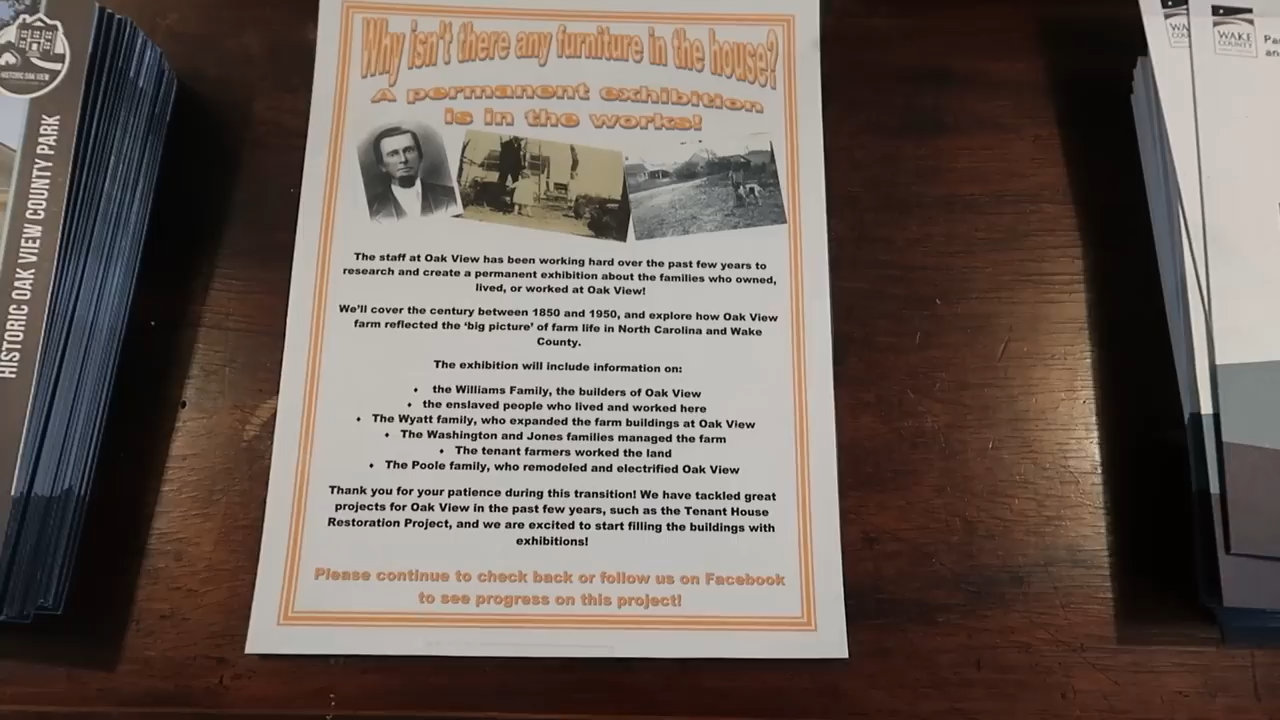 HISTORIC OAK VIEW
HISTORIC OAK VIEW COUNTY PARK
Why isn't there any furniture in the house?
A permanent exhibition
is in the works!
The staff at Oak View has been working hard over the past few years to
research and create a permanent exhibition about the families who owned,
lived, or worked at Oak View!
We'll cover the century between 1850 and 1950, and explore how Oak View
farm reflected the 'big picture' of farm life in North Carolina and Wake
County.
The exhibition will include information on:
• the Williams Family, the builders of Oak View
• the enslaved people who lived and worked here
• The Wyatt family, who expanded the farm buildings at Oak View
• The Washington and Jones families managed the farm
• The tenant farmers worked the land
• The Poole family, who remodeled and electrified Oak View
Thank you for your patience during this transition! We have tackled great
projects for Oak View in the past few years, such as the Tenant House
Restoration Project, and we are excited to start filling the buildings with
exhibitions!
Please continue to check back or follow us on Facebook
to see progress on this project!
WAKE
COUNTY